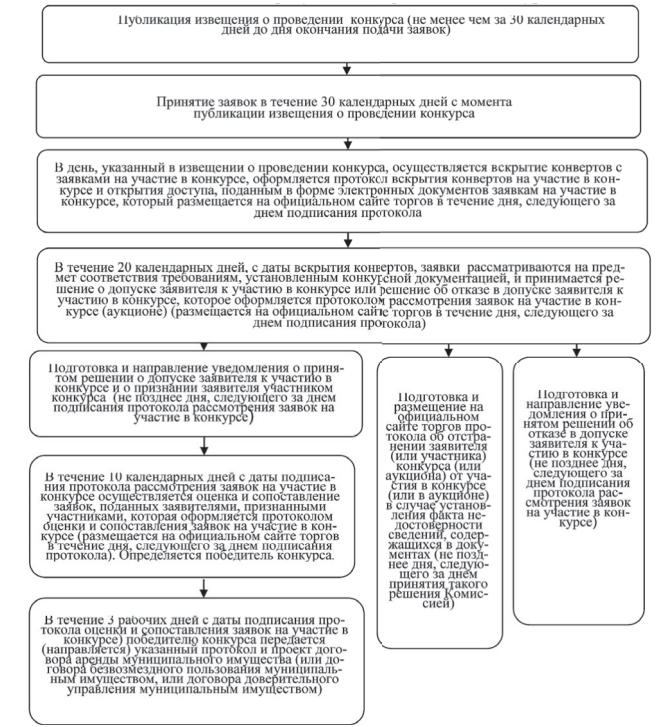 Публикация извещения о проведении конкурса (не менее чем за 30 календарных
дней до дня окончания подачи заявок)
Принятие заявок в течение 30 календарных дней с момента
публикации извещения о проведении конкурса
В день, указанный в извещении о проведении конкурса, осуществляется вскрытие конвертов с
заявками на участие в конкурсе, оформляется протокол вскрытия конвертов на участие в кон-
курсе и открытия доступа, поданным в форме электронных документов заявкам на участие в
конкурсе, который размещается на официальном сайте торгов в течение дня, следующего за
днем подписания протокола
В течение 20 календарных дней, с даты вскрытия конвертов, заявки рассматриваются на пред-
мет соответствия требованиям, установленным конкурсной документацией, и принимается ре-
шение о допуске заявителя к участию в конкурсе или решение об отказе в допуске заявителя к
участию в конкурсе, которое оформляется протоколом рассмотрения заявок на участие в кон-
курсе (аукционе) (размещается на официальном сайте торгов в течение дня, следующего за
днем подписания протокола)
Подготовка и направление уведомления о приня-
том решении о допуске заявителя к участию в
конкурсе и о признании заявителя участником
конкурса (не позднее дня, следующего за днем
подписания протокола рассмотрения заявок на
участие в конкурсе)
В течение 10 календарных дней с даты подписа-
ния протокола рассмотрения заявок на участие в
конкурсе осуществляется оценка и сопоставление
заявок, поданных заявителями, признанными
участниками, которая оформляется протоколом
оценки и сопоставления заявок на участие в кон-
курсе (размещается на официальном сайте торгов
в течение дня, следующего за днем подписания
протокола). Определяется победитель конкурса.
В течение 3 рабочих дней с даты подписания про-
токола оценки и сопоставления заявок на участие в
конкурсе) победителю конкурса передается
(направляется) указанный протокол и проект дого-
вора аренды муниципального имущества (или до-
говора безвозмездного пользования муниципаль-
ным имуществом, или договора доверительного
управления муниципальным имуществом)
Подготовка и
размещение на
официальном
сайте торгов про-
токола об отстра-
нении заявителя
(или участника)
конкурса (или
аукциона) от уча-
стия в конкурсе
(или в аукционе)
в случае установ-
ления факта не-
достоверности
сведений, содер-
жащихся в доку-
ментах (не позд-
нее дня, следую-
щего за днем
принятия такого
решения Комис-
сией)
Подготовка и
направление уве-
домления о при-
нятом решении об
отказе в допуске
заявителя к уча-
стию в конкурсе
(не позднее дня,
следующего за
днем подписания
протокола рас-
смотрения заявок
на участие в кон-
курсе)